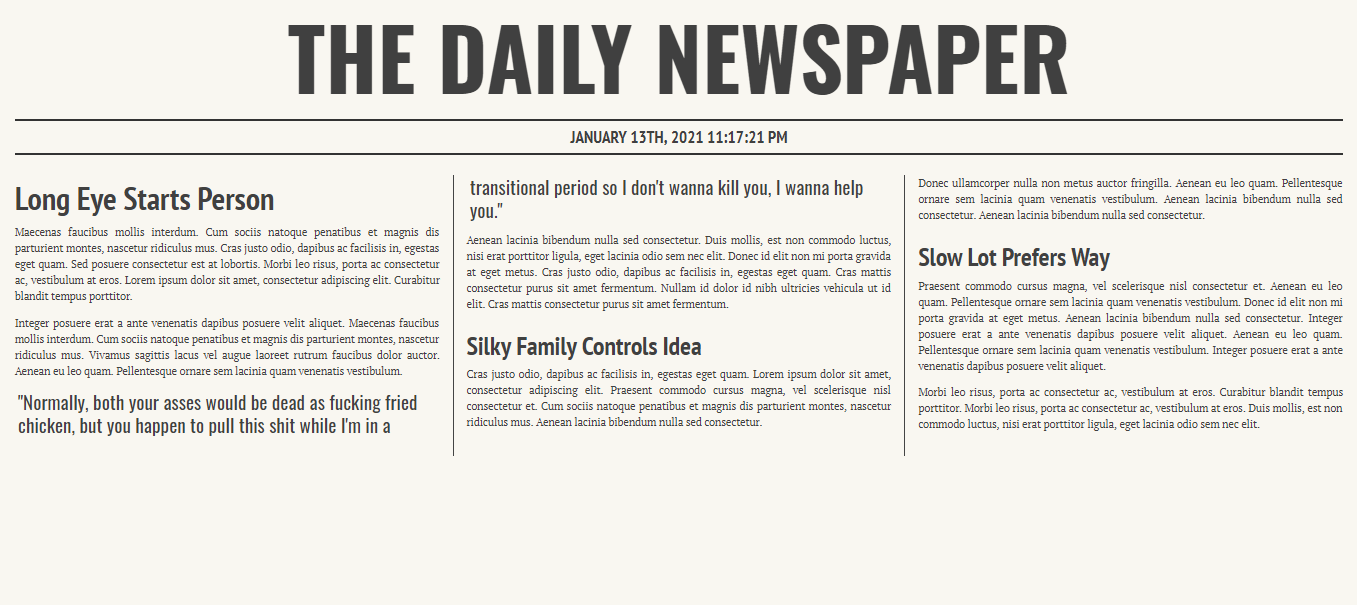 THE DAILY NEWSPAPER
JANUARY 13TH, 2021 11:17:21 PM
Long Eye Starts Person
Maecenas faucibus mollis interdum. Cum sociis natoque penatibus et magnis dis
parturient montes, nascetur ridiculus mus. Cras justo odio, dapibus ac facilisis in, egestas
eget quam. Sed posuere consectetur est at lobortis. Morbi leo risus, porta ac consectetur
ac, vestibulum at eros. Lorem ipsum dolor sit amet, consectetur adipiscing elit. Curabitur
blandit tempus porttitor.
Integer posuere erat a ante venenatis dapibus posuere velit aliquet. Maecenas faucibus
mollis interdum. Cum sociis natoque penatibus et magnis dis parturient montes, nascetur
ridiculus mus. Vivamus sagittis lacus vel augue laoreet rutrum faucibus dolor auctor.
Aenean eu leo quam. Pellentesque ornare sem lacinia quam venenatis vestibulum.
"Normally, both your asses would be dead as fucking fried
chicken, but you happen to pull this shit while I'm in a
transitional period so I don't wanna kill you, I wanna help
you."
Aenean lacinia bibendum nulla sed consectetur. Duis mollis, est non commodo luctus,
nisi erat porttitor ligula, eget lacinia odio sem nec elit. Donec id elit non mi porta gravida
at eget metus. Cras justo odio, dapibus ac facilisis in, egestas eget quam. Cras mattis
consectetur purus sit amet fermentum. Nullam id dolor id nibh ultricies vehicula ut id
elit. Cras mattis consectetur purus sit amet fermentum.
Silky Family Controls Idea
Cras justo odio, dapibus ac facilisis in, egestas eget quam. Lorem ipsum dolor sit amet,
consectetur adipiscing elit. Praesent commodo cursus magna, vel scelerisque nisl
consectetur et. Cum sociis natoque penatibus et magnis dis parturient montes, nascetur
ridiculus mus. Aenean lacinia bibendum nulla sed consectetur.
Donec ullamcorper nulla non metus auctor fringilla. Aenean eu leo quam. Pellentesque
ornare sem lacinia quam venenatis vestibulum. Aenean lacinia bibendum nulla sed
consectetur. Aenean lacinia bibendum nulla sed consectetur.
Slow Lot Prefers Way
Praesent commodo cursus magna, vel scelerisque nisl consectetur et. Aenean eu leo
quam. Pellentesque ornare sem lacinia quam venenatis vestibulum. Donec id elit non mi
porta gravida at eget metus. Aenean lacinia bibendum nulla sed consectetur. Integer
posuere erat a ante venenatis dapibus posuere velit aliquet. Aenean eu leo quam.
Pellentesque ornare sem lacinia quam venenatis vestibulum. Integer posuere erat a ante
venenatis dapibus posuere velit aliquet.
Morbi leo risus, porta ac consectetur ac, vestibulum at eros. Curabitur blandit tempus
porttitor. Morbi leo risus, porta ac consectetur ac, vestibulum at eros. Duis mollis, est non
commodo luctus, nisi erat porttitor ligula, eget lacinia odio sem nec elit.